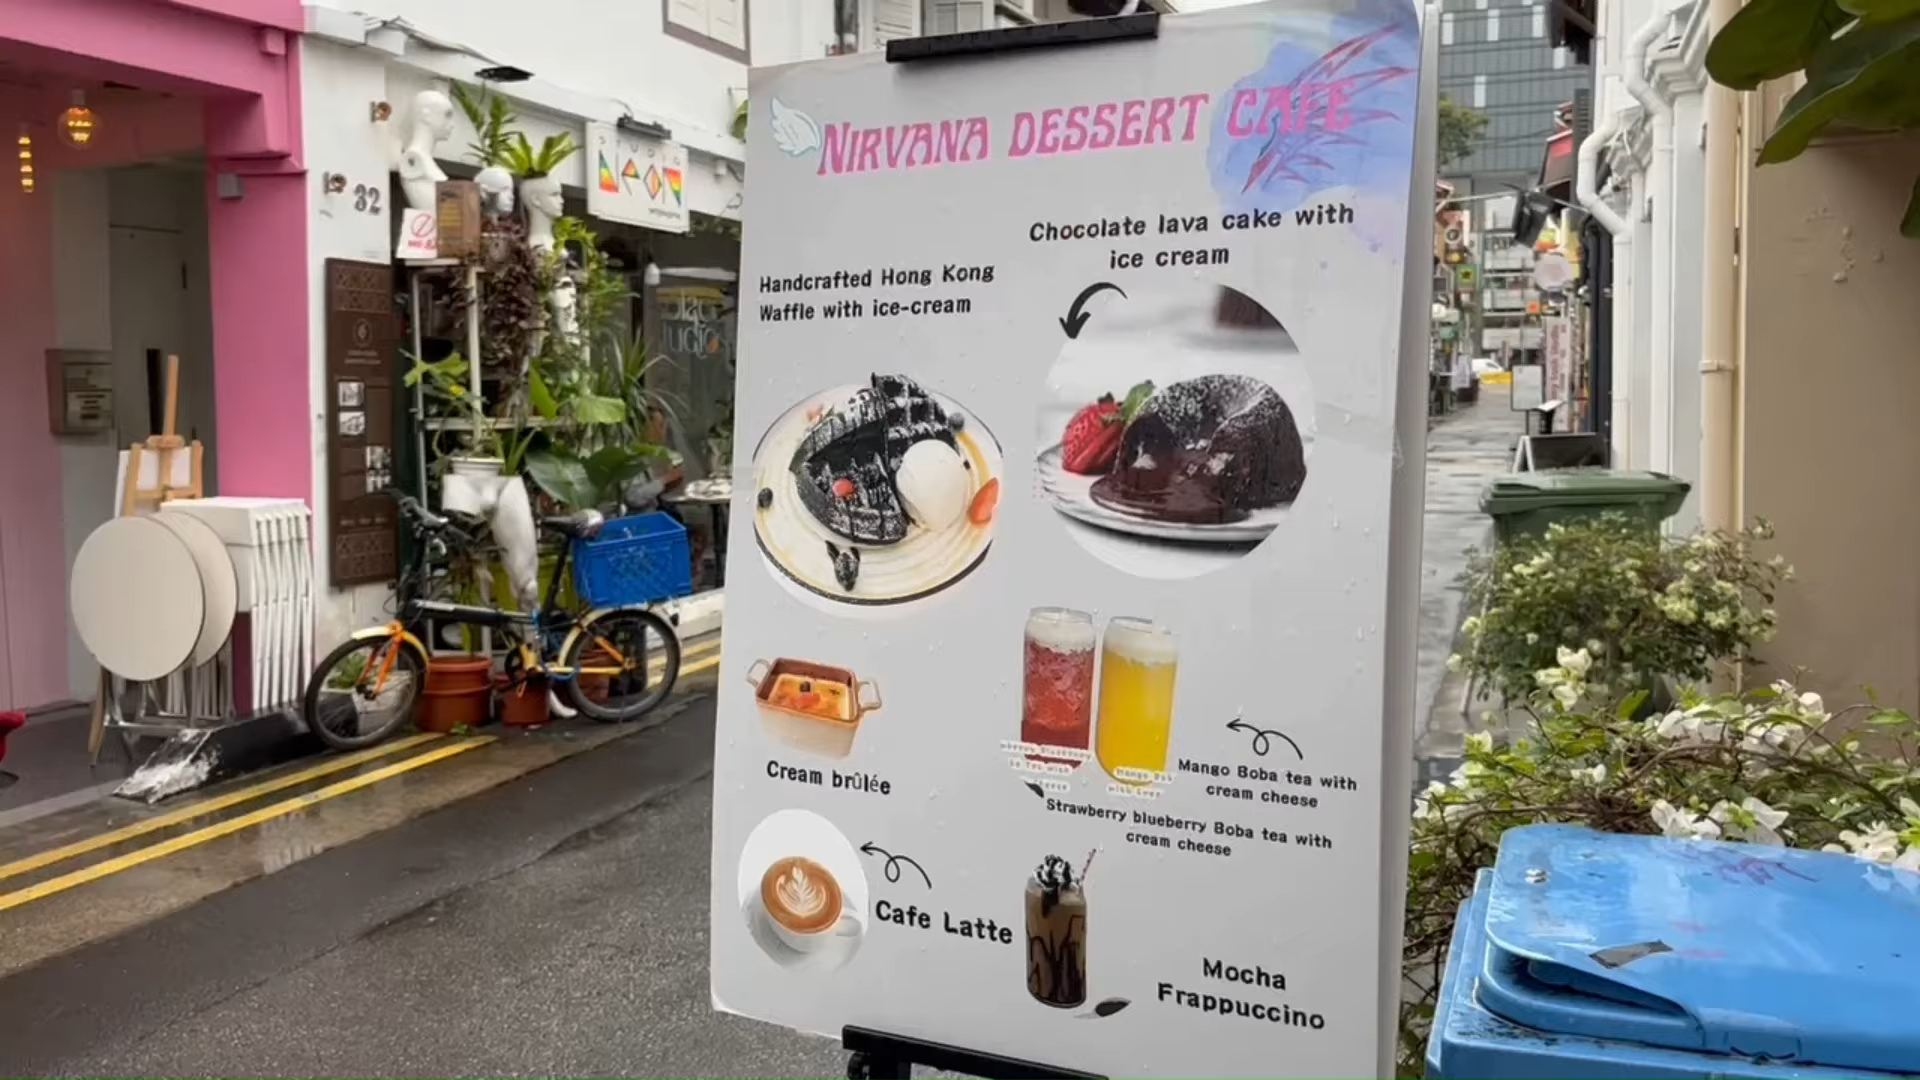 NIRVANA DESSERT CAFE
Chocolate lava cake with
ice cream
Handcrafted Hong Kong
Waffle with ice-cream
Cream brûlée
Mango Boba tea with
cream cheese
Strawberry blueberry Boba tea with
cream cheese
Cafe Latte
Mocha
Frappuccino
32
STUDIO